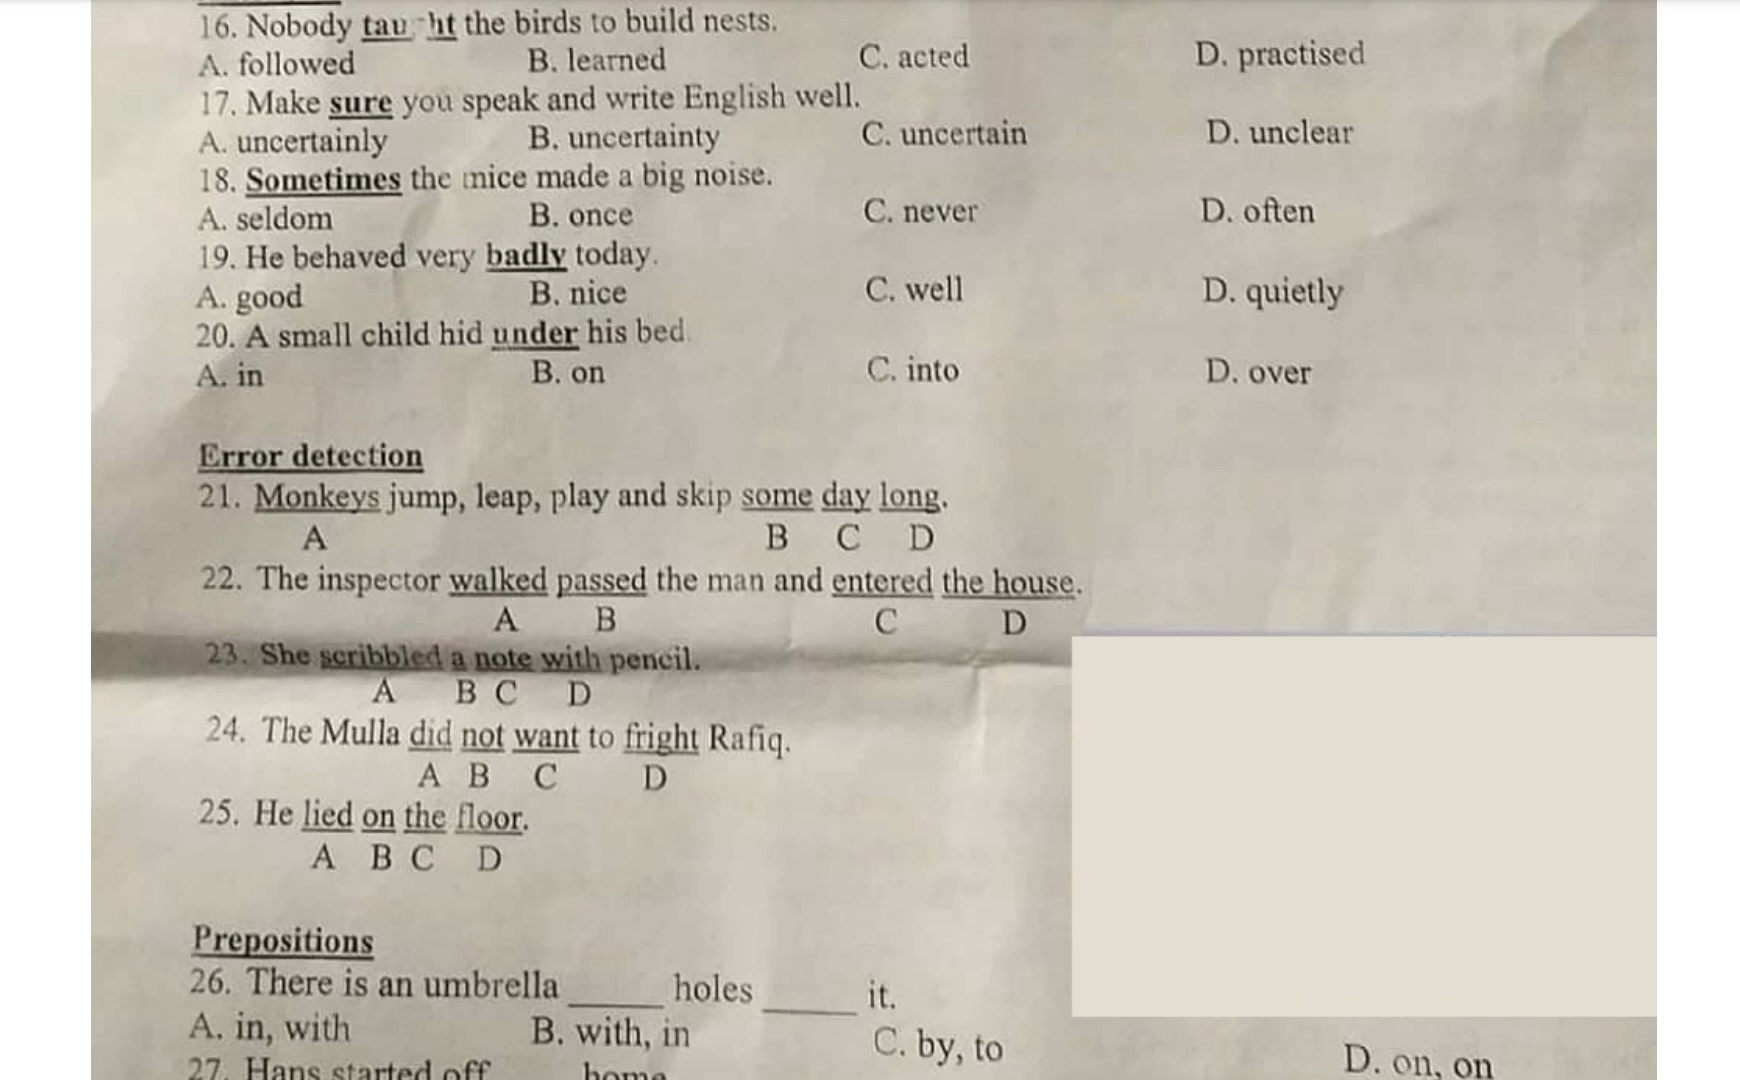 16. Nobody tau ht the birds to build nests.
A. followed B. learned C. acted D. practised
17. Make sure you speak and write English well.
A. uncertainly B. uncertainty C. uncertain D. unclear
18. Sometimes the mice made a big noise.
A. seldom B. once C. never D. often
19. He behaved very badly today.
A. good B. nice C. well D. quietly
20. A small child hid under his bed.
A. in B. on C. into D. over
Error detection
21. Monkeys jump, leap, play and skip some day long.
A B C D
22. The inspector walked passed the man and entered the house.
A B C D
23. She scribbled a note with pencil.
A B C D
24. The Mulla did not want to fright Rafiq.
A B C D
25. He lied on the floor.
A B C D
Prepositions
26. There is an umbrella _____ holes _____ it.
A. in, with B. with, in C. by, to D. on, on
27. Hans started off home